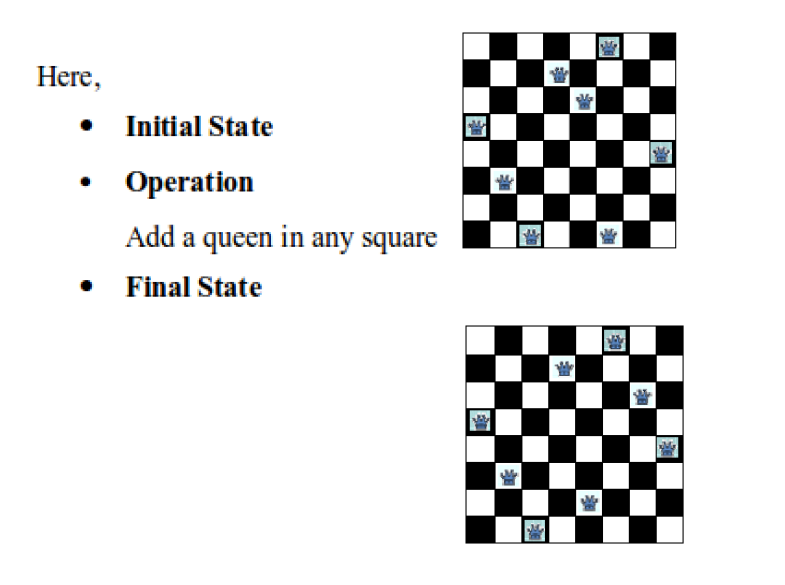 Here,
• Initial State
• Operation
Add a queen in any square
• Final State